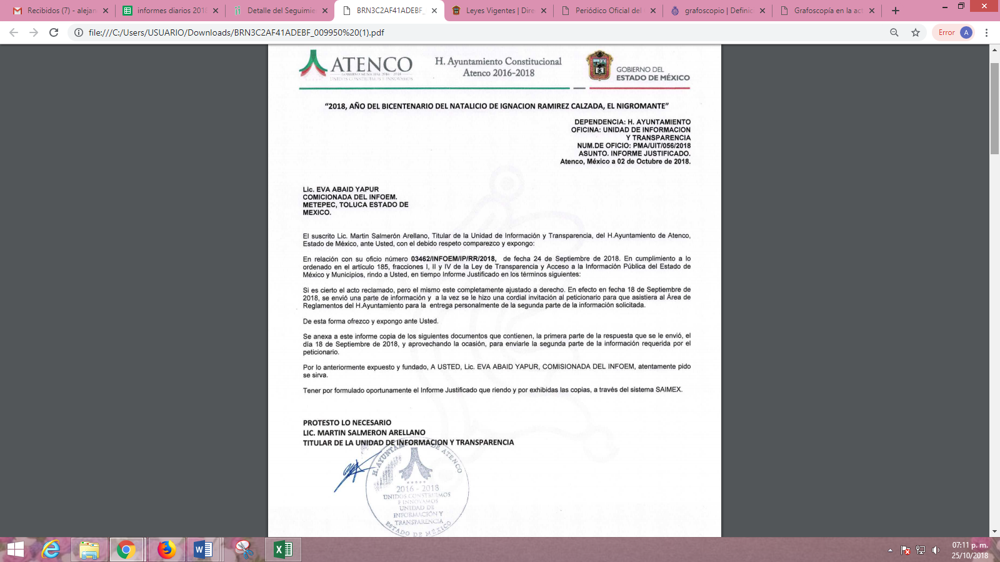 Recibidos (7) - alejan
informes diarios 2018
Detalle del Seguimie
BRN3C2AF41ADEBF_
Leyes Vigentes | Dire
Periódico Oficial del
grafoscopio | Definic
Grafoscopía en la act
file:///C:/Users/USUARIO/Downloads/BRN3C2AF41ADEBF_009950%20(1).pdf
Error A
ATENCO
GOBIERNO MUNICIPAL 2016 - 2018
UNIDOS CONSTRUIMOS E INNOVAMOS
H. Ayuntamiento Constitucional
Atenco 2016-2018
GOBIERNO DEL
ESTADO DE MÉXICO
“2018, AÑO DEL BICENTENARIO DEL NATALICIO DE IGNACION RAMIREZ CALZADA, EL NIGROMANTE”
DEPENDENCIA: H. AYUNTAMIENTO
OFICINA: UNIDAD DE INFORMACION
Y TRANSPARENCIA
NUM.DE OFICIO: PMA/UIT/056/2018
ASUNTO. INFORME JUSTIFICADO.
Atenco, México a 02 de Octubre de 2018.
Lic. EVA ABAID YAPUR
COMICIONADA DEL INFOEM.
METEPEC, TOLUCA ESTADO DE
MEXICO.
El suscrito Lic. Martin Salmerón Arellano, Titular de la Unidad de Información y Transparencia, del H.Ayuntamiento de Atenco,
Estado de México, ante Usted, con el debido respeto comparezco y expongo:
En relación con su oficio número 03462/INFOEM/IP/RR/2018, de fecha 24 de Septiembre de 2018. En cumplimiento a lo
ordenado en el artículo 185, fracciones I, II y IV de la Ley de Transparencia y Acceso a la Información Pública del Estado de
México y Municipios, rindo a Usted, en tiempo Informe Justificado en los términos siguientes:
Si es cierto el acto reclamado, pero el mismo este completamente ajustado a derecho. En efecto en fecha 18 de Septiembre de
2018, se envió una parte de información y a la vez se le hizo una cordial invitación al peticionario para que asistiera al Área de
Reglamentos del H.Ayuntamiento para la entrega personalmente de la segunda parte de la información solicitada.
De esta forma ofrezco y expongo ante Usted.
Se anexa a este informe copia de los siguientes documentos que contienen, la primera parte de la respuesta que se le envió, el
día 18 de Septiembre de 2018, y aprovechando la ocasión, para enviarle la segunda parte de la información requerida por el
peticionario.
Por lo anteriormente expuesto y fundado, A USTED, Lic. EVA ABAID YAPUR, COMISIONADA DEL INFOEM, atentamente pido
se sirva.
Tener por formulado oportunamente el Informe Justificado que riendo y por exhibidas las copias, a través del sistema SAIMEX.
PROTESTO LO NECESARIO
LIC. MARTIN SALMERON ARELLANO
TITULAR DE LA UNIDAD DE INFORMACION Y TRANSPARENCIA
H. AYUNTAMIENTO DE ATENCO
2016 - 2018
UNIDOS CONSTRUIMOS
E INNOVAMOS
UNIDAD DE
INFORMACIÓN Y
TRANSPARENCIA
ESTADO DE MÉXICO
07:11 p. m.
25/10/2018